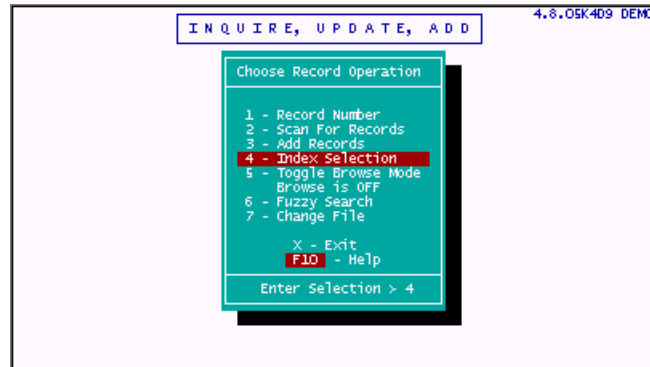 4.8.05K4D9 DEMO
INQUIRE, UPDATE, ADD
Choose Record Operation
1 - Record Number
2 - Scan For Records
3 - Add Records
4 - Index Selection
5 - Toggle Browse Mode
Browse is OFF
6 - Fuzzy Search
7 - Change File
X - Exit
F10 - Help
Enter Selection > 4